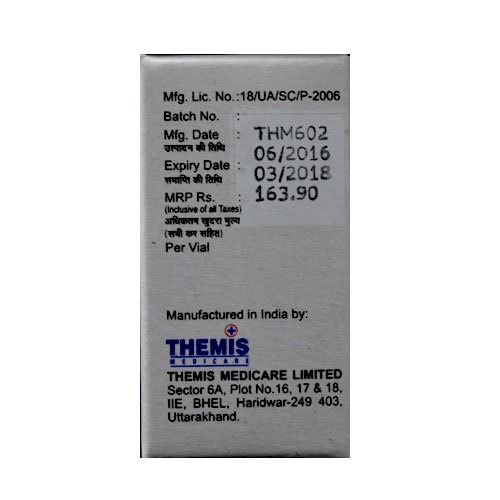 Mfg. Lic. No.:18/UA/SC/P-2006
Batch No. :
Mfg. Date : THM602
उत्पादन की तिथि 06/2016
Expiry Date : 03/2018
समाप्ति की तिथि
MRP Rs. : 163.90
(Inclusive of all Taxes)
अधिकतम खुदरा मुल्य
(सभी कर सहित)
Per Vial
Manufactured in India by:
THEMIS
MEDICARE
THEMIS MEDICARE LIMITED
Sector 6A, Plot No.16, 17 & 18,
IIE, BHEL, Haridwar-249 403,
Uttarakhand.